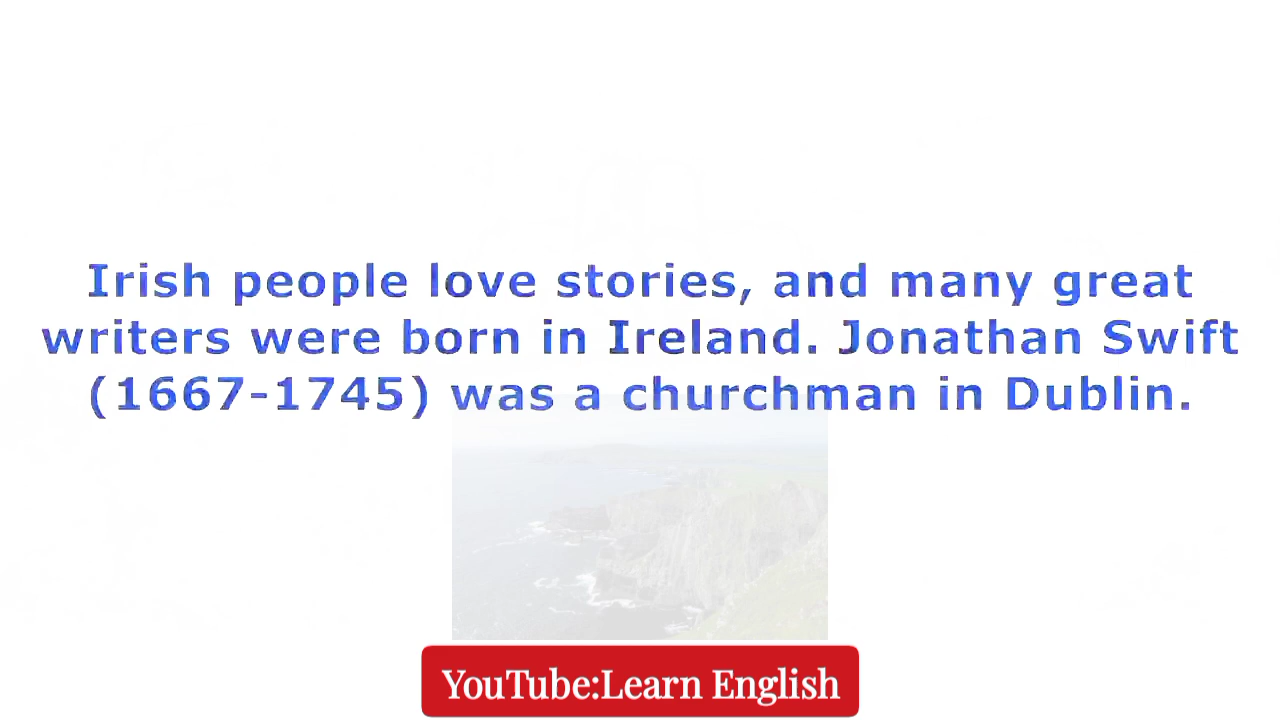 Irish people love stories, and many great
writers were born in Ireland. Jonathan Swift
(1667-1745) was a churchman in Dublin.
YouTube:Learn English